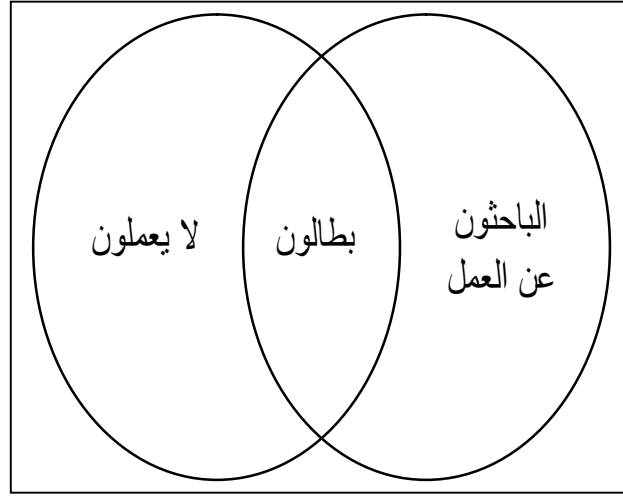 الباحثون
عن العمل
بطالون
لا يعملون